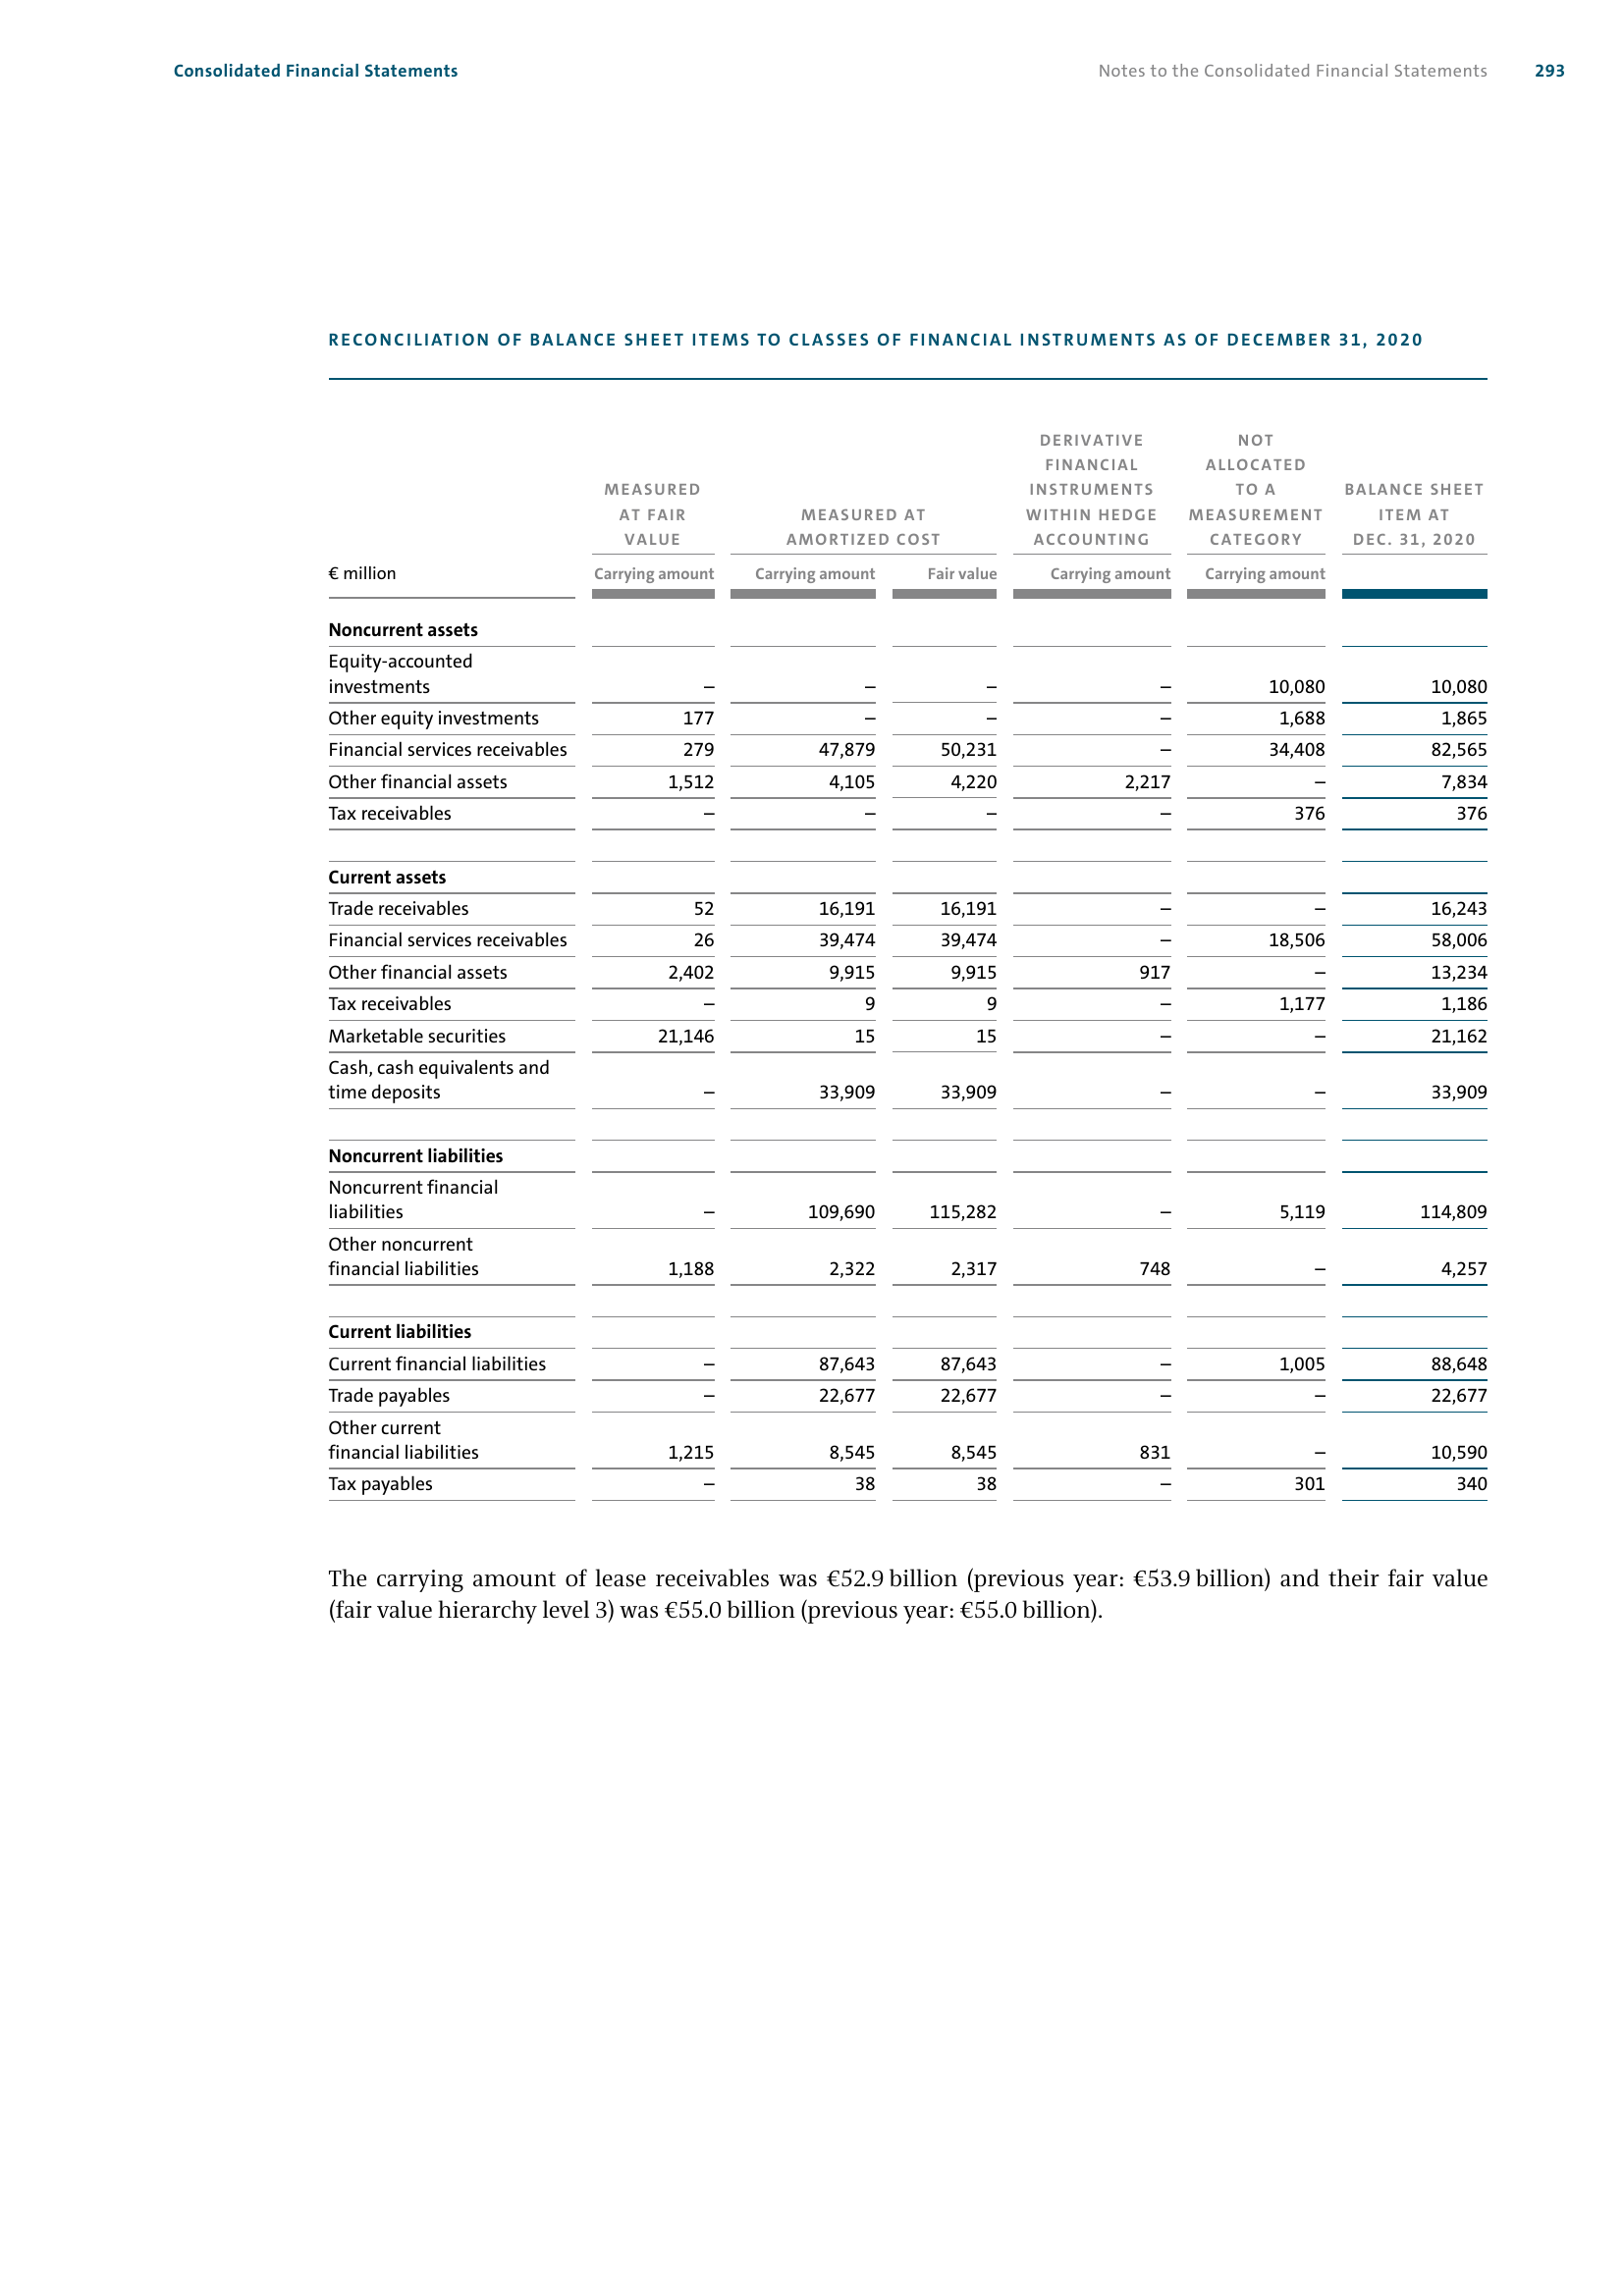 Consolidated Financial Statements Notes to the Consolidated Financial Statements 293
RECONCILIATION OF BALANCE SHEET ITEMS TO CLASSES OF FINANCIAL INSTRUMENTS AS OF DECEMBER 31, 2020
MEASURED AT FAIR VALUE
MEASURED AT AMORTIZED COST
DERIVATIVE FINANCIAL INSTRUMENTS WITHIN HEDGE ACCOUNTING
NOT ALLOCATED TO A MEASUREMENT CATEGORY
BALANCE SHEET ITEM AT DEC. 31, 2020
€ million Carrying amount Carrying amount Fair value Carrying amount Carrying amount
Noncurrent assets
Equity-accounted
investments – – – – 10,080 10,080
Other equity investments 177 – – – 1,688 1,865
Financial services receivables 279 47,879 50,231 – 34,408 82,565
Other financial assets 1,512 4,105 4,220 2,217 – 7,834
Tax receivables – – – – 376 376
Current assets
Trade receivables 52 16,191 16,191 – – 16,243
Financial services receivables 26 39,474 39,474 – 18,506 58,006
Other financial assets 2,402 9,915 9,915 917 – 13,234
Tax receivables – 9 9 – 1,177 1,186
Marketable securities 21,146 15 15 – – 21,162
Cash, cash equivalents and
time deposits – 33,909 33,909 – – 33,909
Noncurrent liabilities
Noncurrent financial
liabilities – 109,690 115,282 – 5,119 114,809
Other noncurrent
financial liabilities 1,188 2,322 2,317 748 – 4,257
Current liabilities
Current financial liabilities – 87,643 87,643 – 1,005 88,648
Trade payables – 22,677 22,677 – – 22,677
Other current
financial liabilities 1,215 8,545 8,545 831 – 10,590
Tax payables – 38 38 – 301 340
The carrying amount of lease receivables was €52.9 billion (previous year: €53.9 billion) and their fair value
(fair value hierarchy level 3) was €55.0 billion (previous year: €55.0 billion).